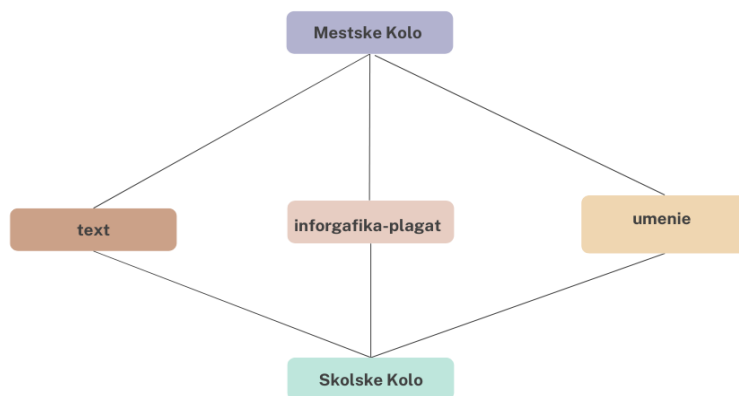 Mestske Kolo
text
inforgafika-plagat
umenie
Skolske Kolo